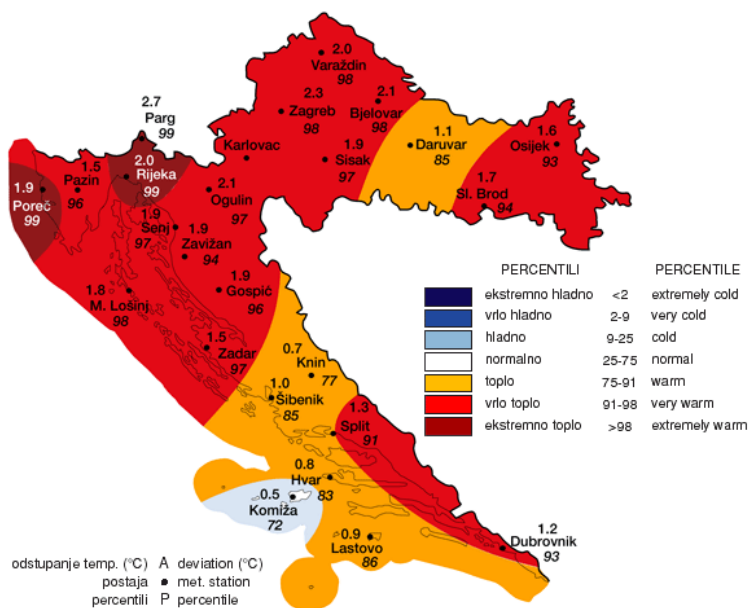 2.0
Varaždin
98
2.3
Zagreb
98
2.1
Bjelovar
98
2.7
Parg
99
Karlovac
1.9
Sisak
97
1.1
Daruvar
85
1.6
Osijek
93
1.7
Sl. Brod
94
1.9
Poreč
99
1.5
Pazin
96
2.0
Rijeka
99
2.1
Ogulin
97
1.9
Senj
97
1.9
Zavižan
94
1.9
Gospić
96
1.8
M. Lošinj
98
1.5
Zadar
97
0.7
Knin
77
1.0
Šibenik
85
1.3
Split
91
0.8
Hvar
83
0.5
Komiža
72
0.9
Lastovo
86
1.2
Dubrovnik
93
PERCENTILI PERCENTILE
ekstremno hladno <2 extremely cold
vrlo hladno 2-9 very cold
hladno 9-25 cold
normalno 25-75 normal
toplo 75-91 warm
vrlo toplo 91-98 very warm
ekstremno toplo >98 extremely warm
odstupanje temp. (°C) A deviation (°C)
postaja met. station
percentili P percentile